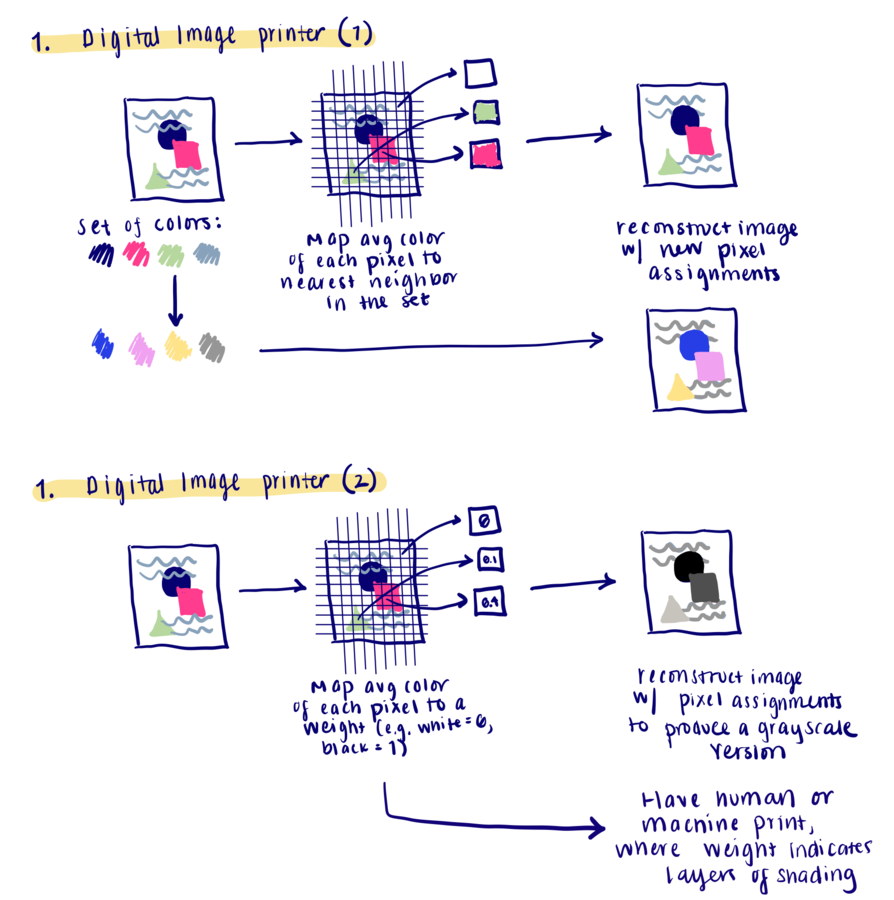 1. Digital Image printer (1)
set of colors:
Map avg color
of each pixel to
nearest neighbor
in the set
reconstruct image
w/ new pixel
assignments
1. Digital Image printer (2)
0
0.1
0.4
Map avg color
of each pixel to a
weight (e.g. white=0,
black=1)
reconstruct image
w/ pixel assignments
to produce a grayscale
version
Have human or
machine print,
where weight indicates
layers of shading